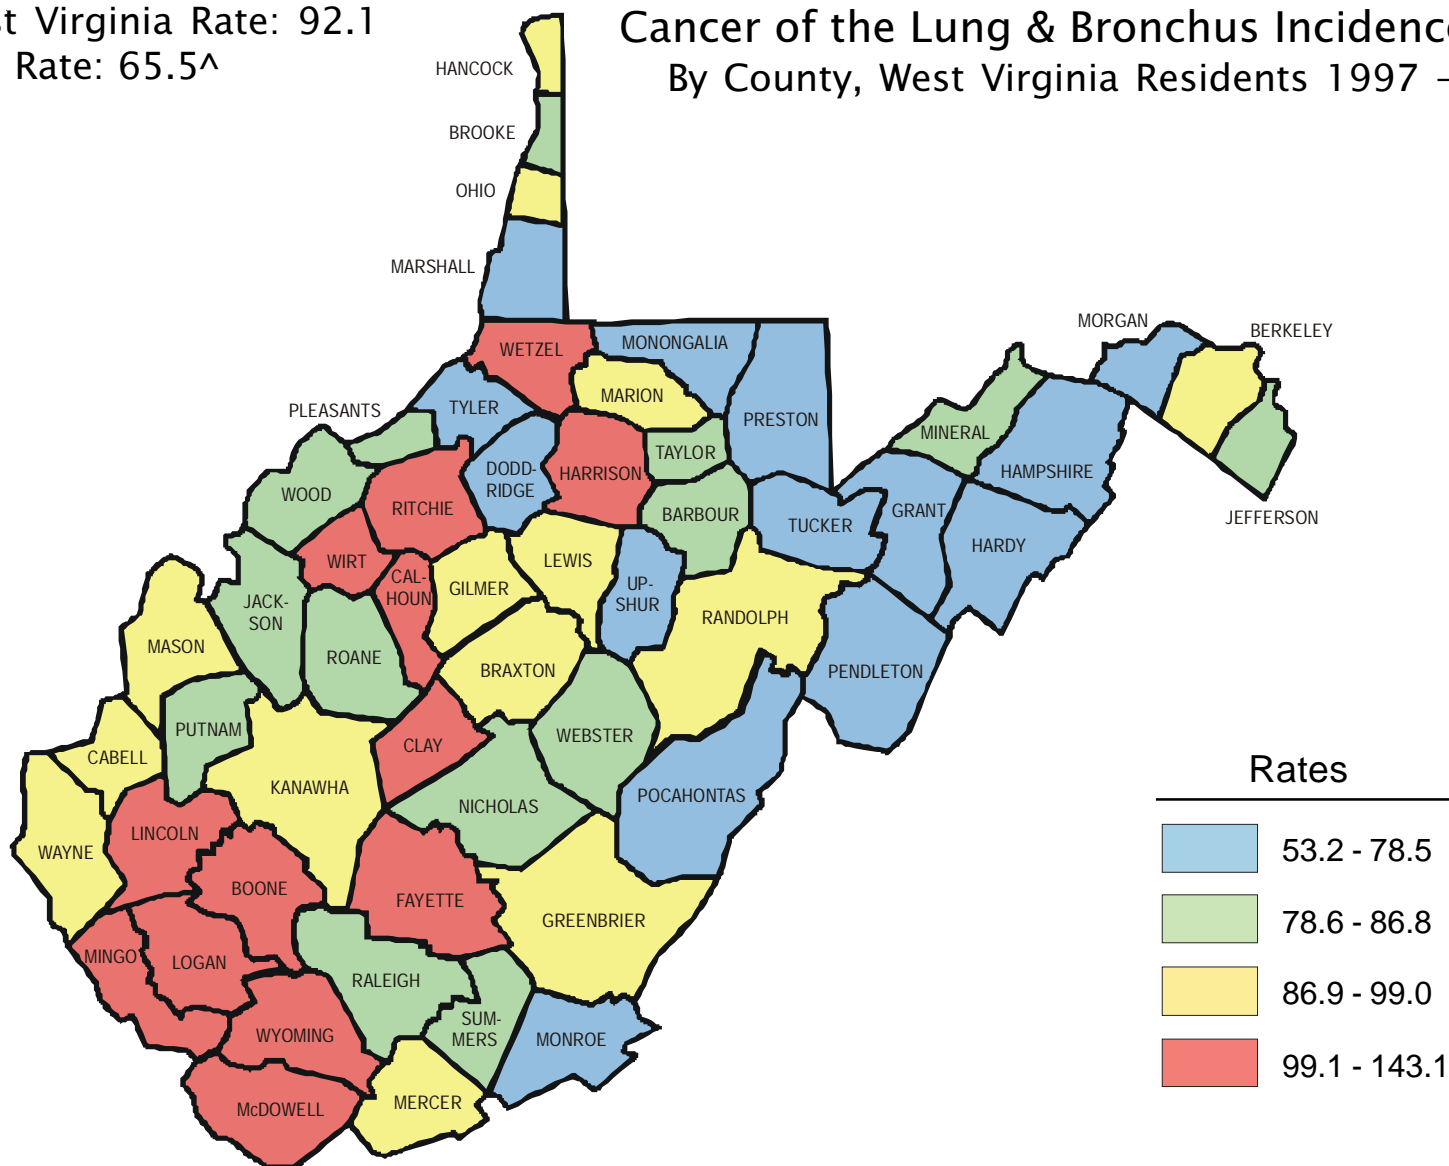 st Virginia Rate: 92.1
Rate: 65.5^
Cancer of the Lung & Bronchus Incidence
By County, West Virginia Residents 1997 -
HANCOCK
BROOKE
OHIO
MARSHALL
WETZEL
MONONGALIA
MORGAN
BERKELEY
MARION
PLEASANTS
TYLER
PRESTON
MINERAL
TAYLOR
HAMPSHIRE
DODD-
RIDGE
HARRISON
WOOD
RITCHIE
BARBOUR
TUCKER
GRANT
JEFFERSON
HARDY
WIRT
LEWIS
CAL-
HOUN
GILMER
UP-
SHUR
JACK-
SON
RANDOLPH
MASON
ROANE
BRAXTON
PENDLETON
PUTNAM
WEBSTER
CLAY
CABELL
KANAWHA
POCAHONTAS
NICHOLAS
LINCOLN
WAYNE
BOONE
FAYETTE
GREENBRIER
MINGO
LOGAN
RALEIGH
SUM-
MERS
WYOMING
MONROE
MERCER
McDOWELL
Rates
53.2 - 78.5
78.6 - 86.8
86.9 - 99.0
99.1 - 143.1